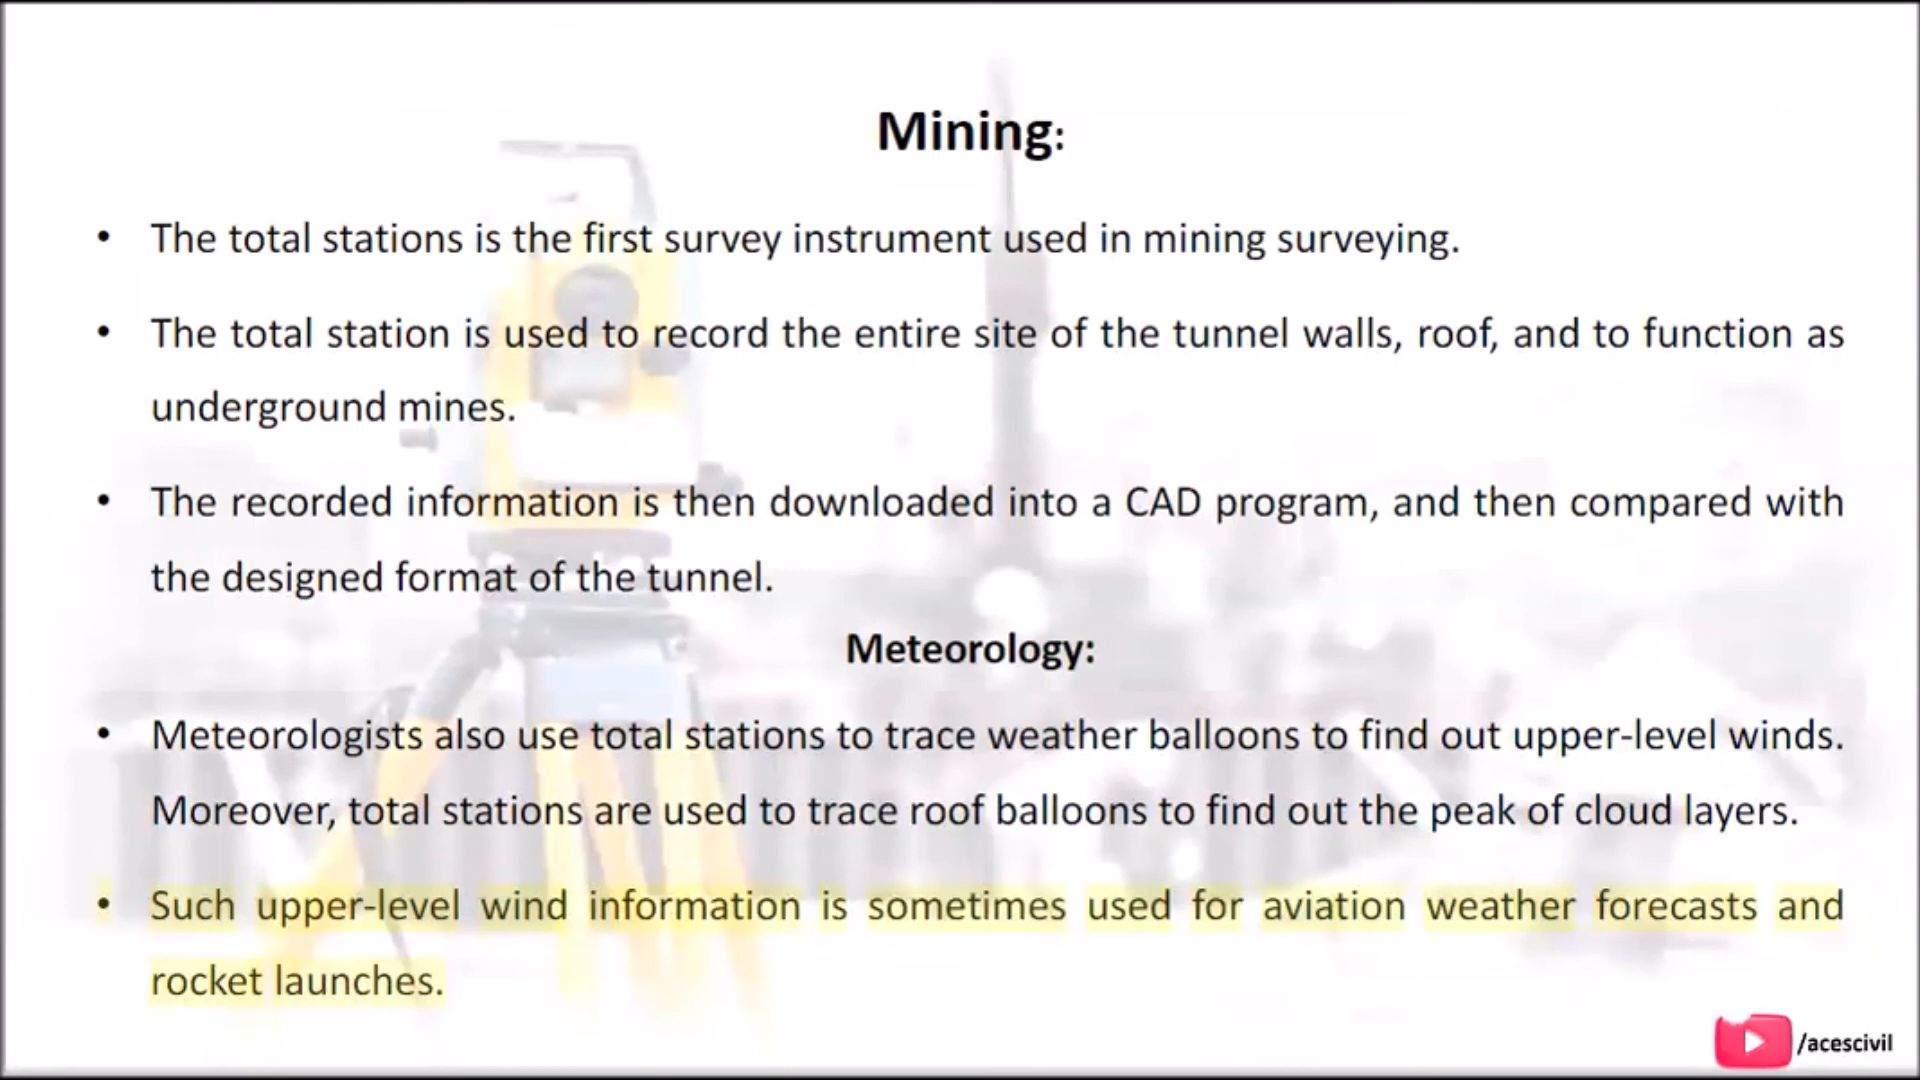 Mining:
• The total stations is the first survey instrument used in mining surveying.
• The total station is used to record the entire site of the tunnel walls, roof, and to function as
underground mines.
• The recorded information is then downloaded into a CAD program, and then compared with
the designed format of the tunnel.
Meteorology:
• Meteorologists also use total stations to trace weather balloons to find out upper-level winds.
Moreover, total stations are used to trace roof balloons to find out the peak of cloud layers.
• Such upper-level wind information is sometimes used for aviation weather forecasts and
rocket launches.
/acescivil